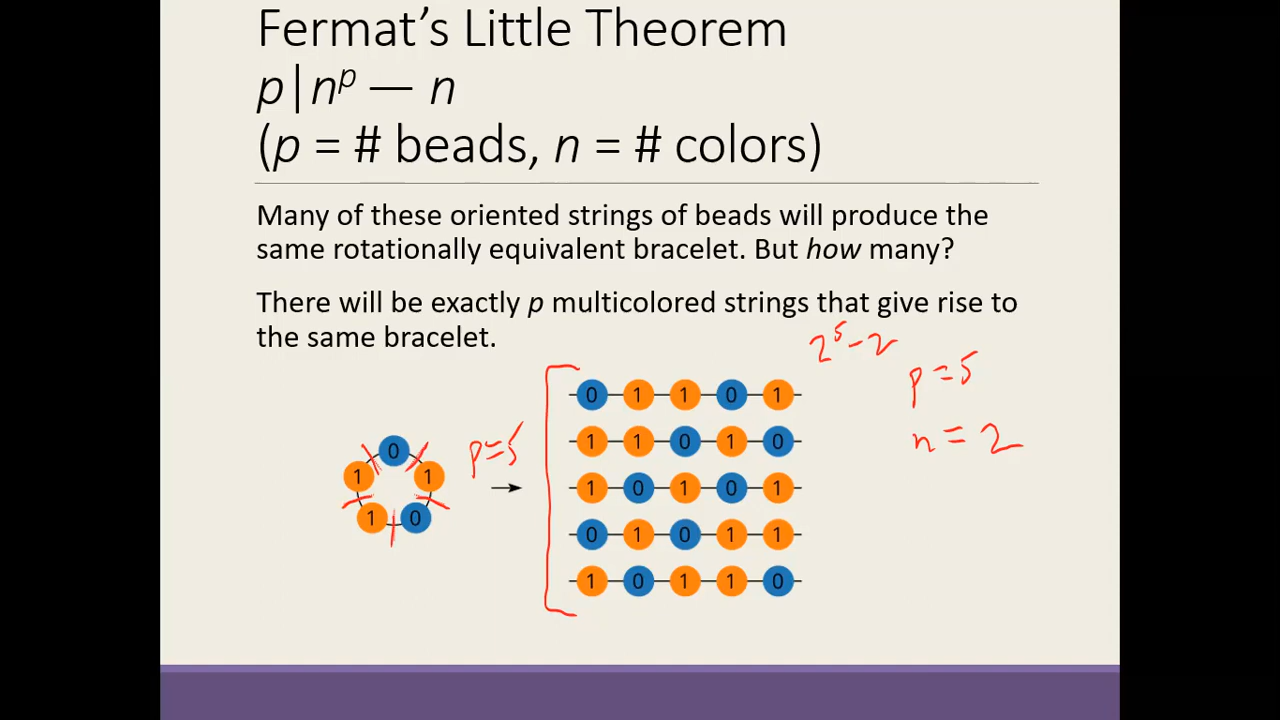 Fermat's Little Theorem
p|nᵖ — n
(p = # beads, n = # colors)
Many of these oriented strings of beads will produce the
same rotationally equivalent bracelet. But how many?
There will be exactly p multicolored strings that give rise to
the same bracelet.
2⁵-2
p=5
n=2
0
1 1
1 0
p=5
0 1 1 0 1
1 1 0 1 0
1 0 1 0 1
0 1 0 1 1
1 0 1 1 0